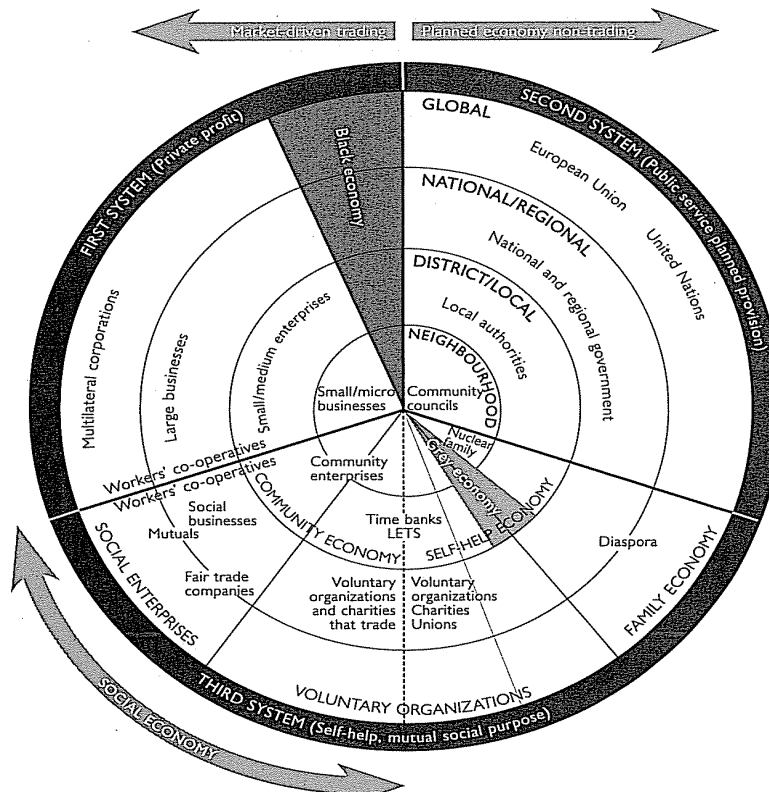 Market-driven trading
Planned economy non-trading
FIRST SYSTEM (Private profit)
SECOND SYSTEM (Public service planned provision)
Black economy
GLOBAL
European Union
United Nations
NATIONAL/REGIONAL
National and regional government
DISTRICT/LOCAL
Local authorities
NEIGHBOURHOOD
Community
councils
Multilateral corporations
Large businesses
Small/medium enterprises
Small/micro
businesses
Nuclear
family
Grey economy
Workers' co-operatives
Workers' co-operatives
Community
enterprises
Social
businesses
Mutuals
Fair trade
companies
COMMUNITY ECONOMY
Time banks
LETS
SELF-HELP ECONOMY
Diaspora
Voluntary
organizations
and charities
that trade
Voluntary
organizations
Charities
Unions
SOCIAL ENTERPRISES
VOLUNTARY ORGANIZATIONS
FAMILY ECONOMY
THIRD SYSTEM (Self-help, mutual social purpose)
SOCIAL ECONOMY